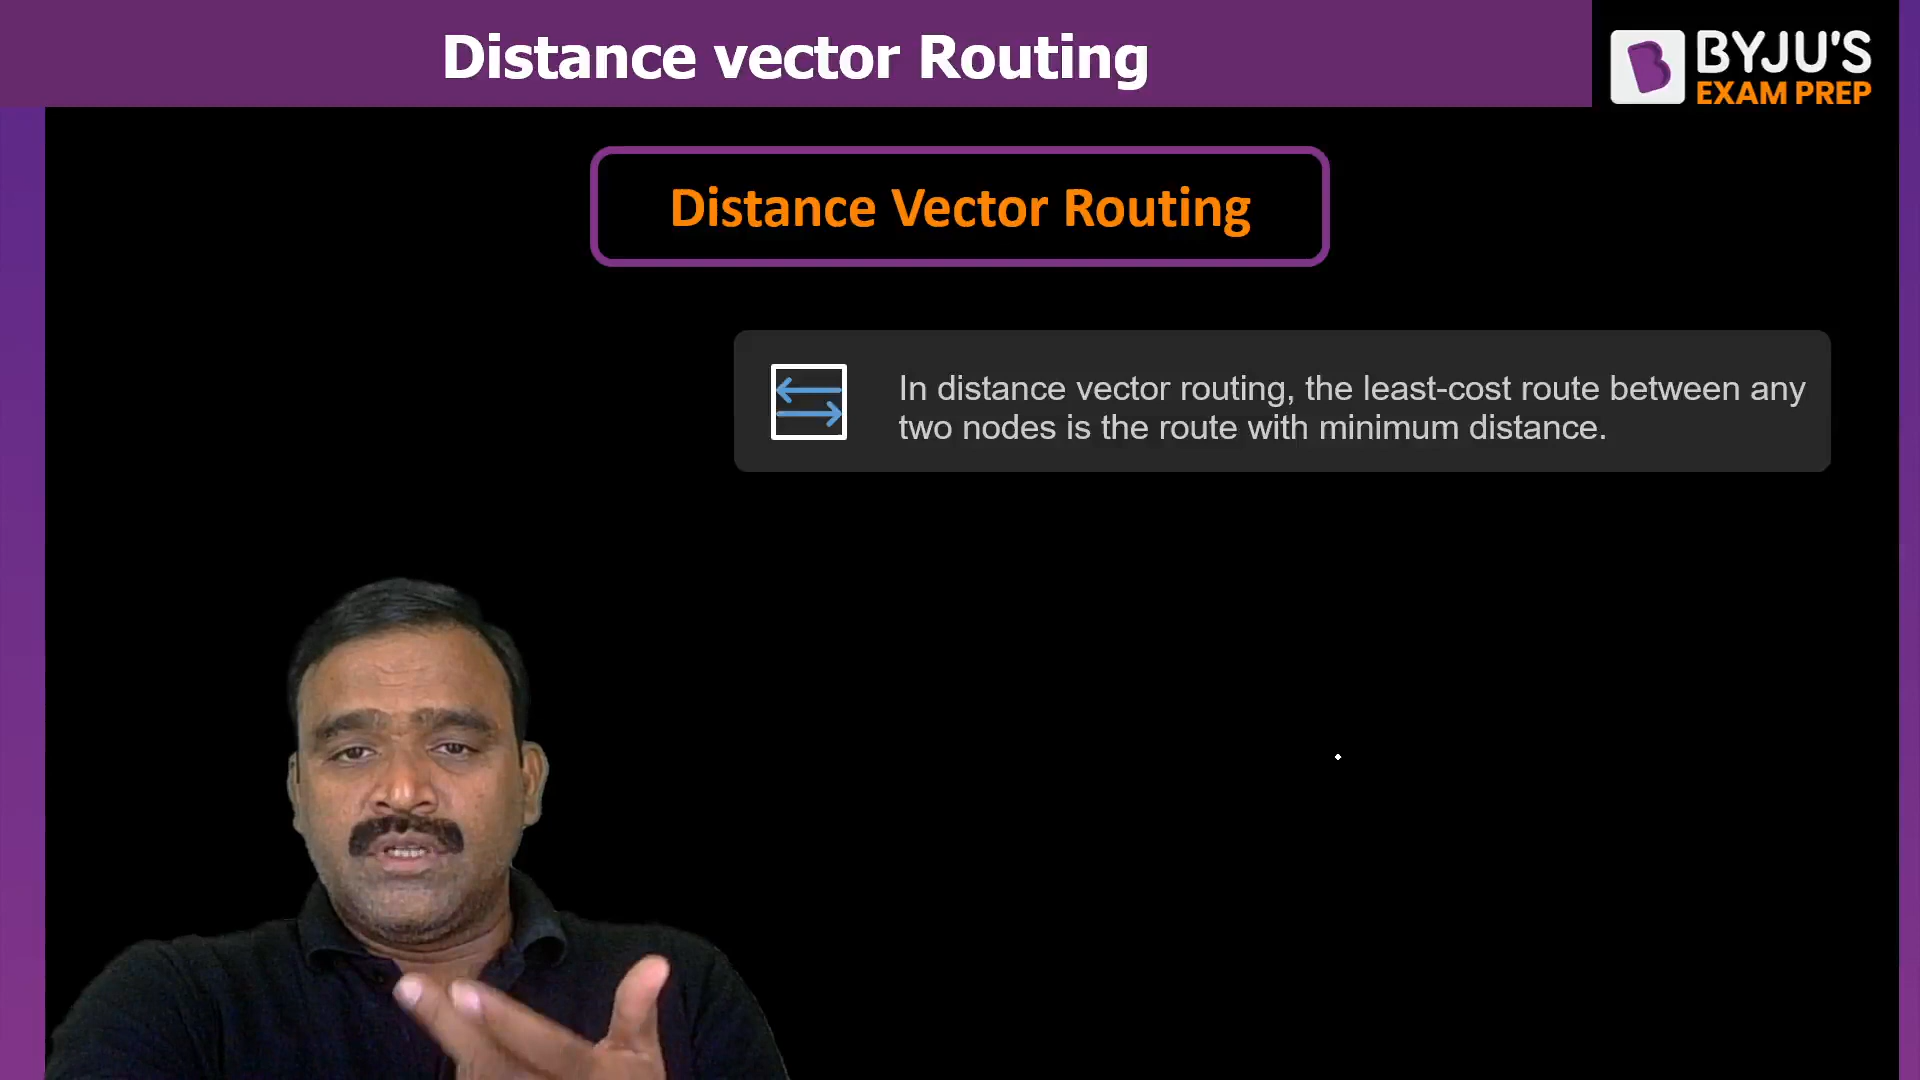 Distance vector Routing
BYJU'S
EXAM PREP
Distance Vector Routing
In distance vector routing, the least-cost route between any
two nodes is the route with minimum distance.